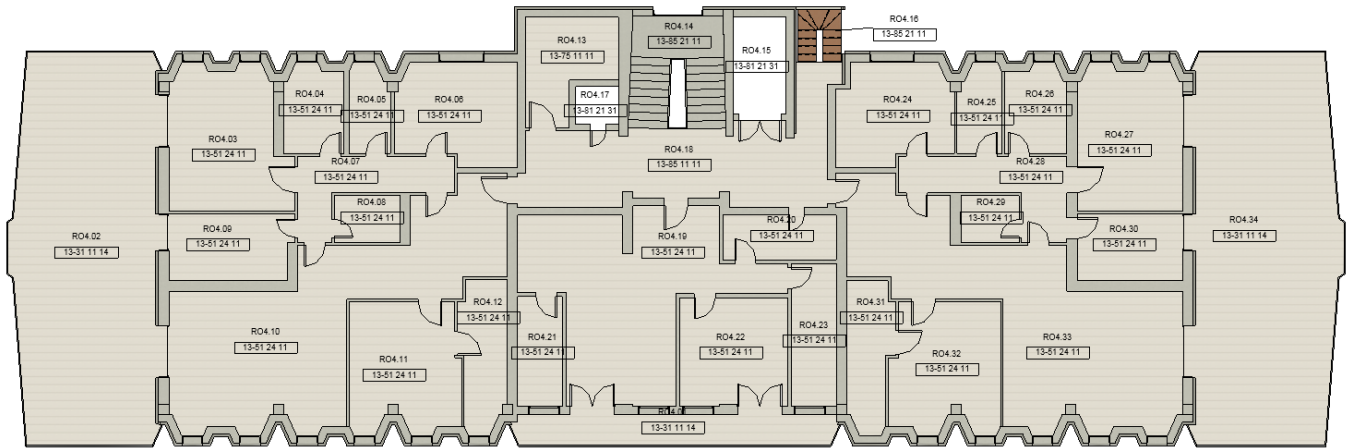 RO4.16
13-85 21 11
RO4.14
13-85 21 11
RO4.13
13-75 11 11
RO4.15
13-81 21 31
RO4.17
13-81 21 31
RO4.04
13-51 24 11
RO4.05
13-51 24 11
RO4.06
13-51 24 11
RO4.24
13-51 24 11
RO4.25
13-51 24 11
RO4.26
13-51 24 11
RO4.03
13-51 24 11
RO4.27
13-51 24 11
RO4.07
13-51 24 11
RO4.18
13-85 11 11
RO4.28
13-51 24 11
RO4.08
13-51 24 11
RO4.29
13-51 24 11
RO4.02
13-31 11 14
RO4.09
13-51 24 11
RO4.19
13-51 24 11
RO4.20
13-51 24 11
RO4.30
13-51 24 11
RO4.34
13-31 11 14
RO4.12
13-51 24 11
RO4.31
13-51 24 11
RO4.10
13-51 24 11
RO4.21
13-51 24 11
RO4.22
13-51 24 11
RO4.23
13-51 24 11
RO4.33
13-51 24 11
RO4.11
13-51 24 11
RO4.32
13-51 24 11
13-31 11 14